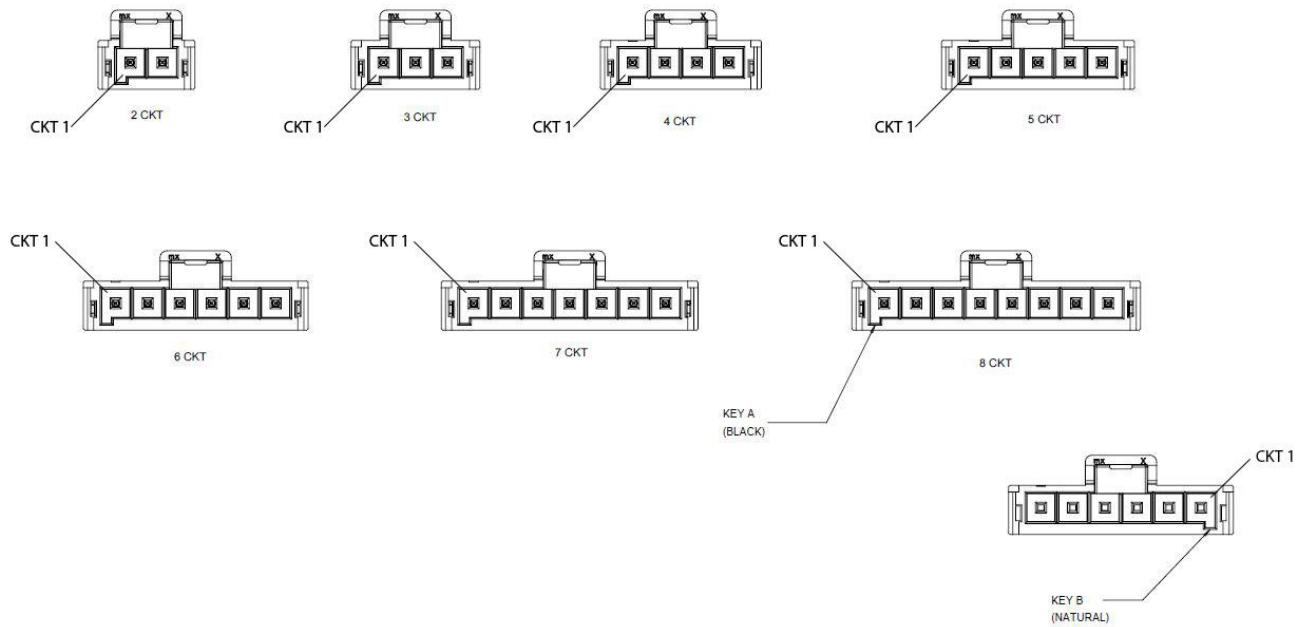 mx X
mx X
mx X
mx X
CKT 1
2 CKT
CKT 1
3 CKT
CKT 1
4 CKT
CKT 1
5 CKT
CKT 1
mx X
6 CKT
CKT 1
mx X
7 CKT
CKT 1
mx X
8 CKT
KEY A
(BLACK)
mx X
CKT 1
KEY B
(NATURAL)